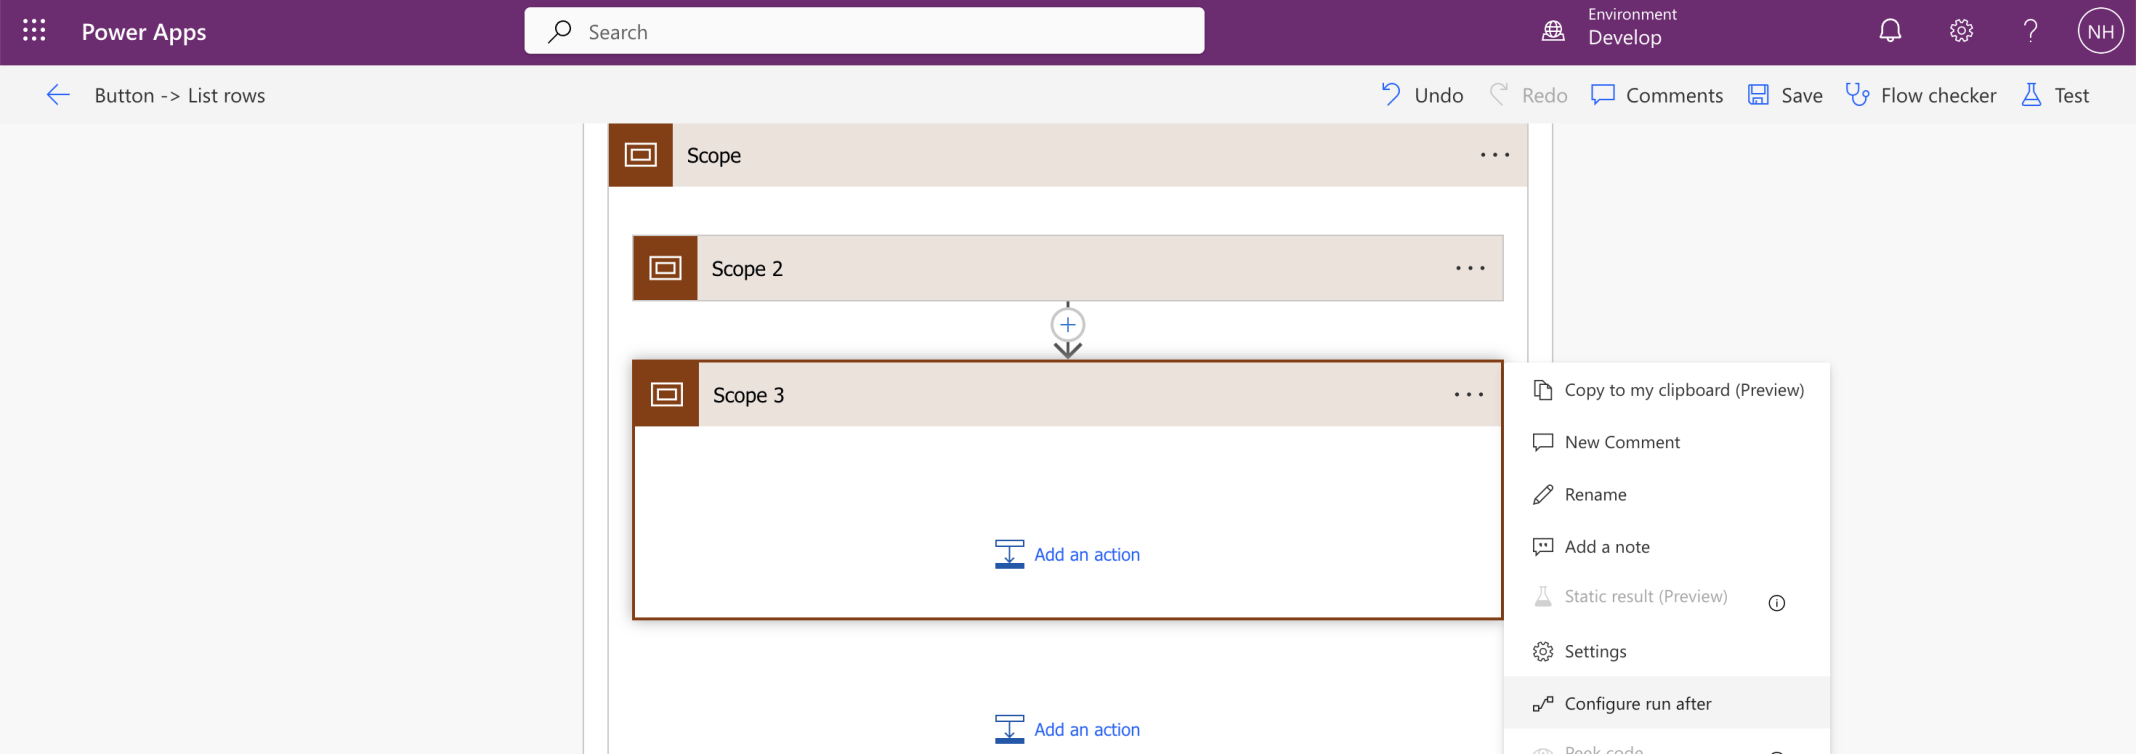 Power Apps
Search
Environment
Develop
NH
Button -> List rows
Undo
Redo
Comments
Save
Flow checker
Test
Scope
Scope 2
Scope 3
Add an action
Add an action
Copy to my clipboard (Preview)
New Comment
Rename
Add a note
Static result (Preview)
Settings
Configure run after
Peek code